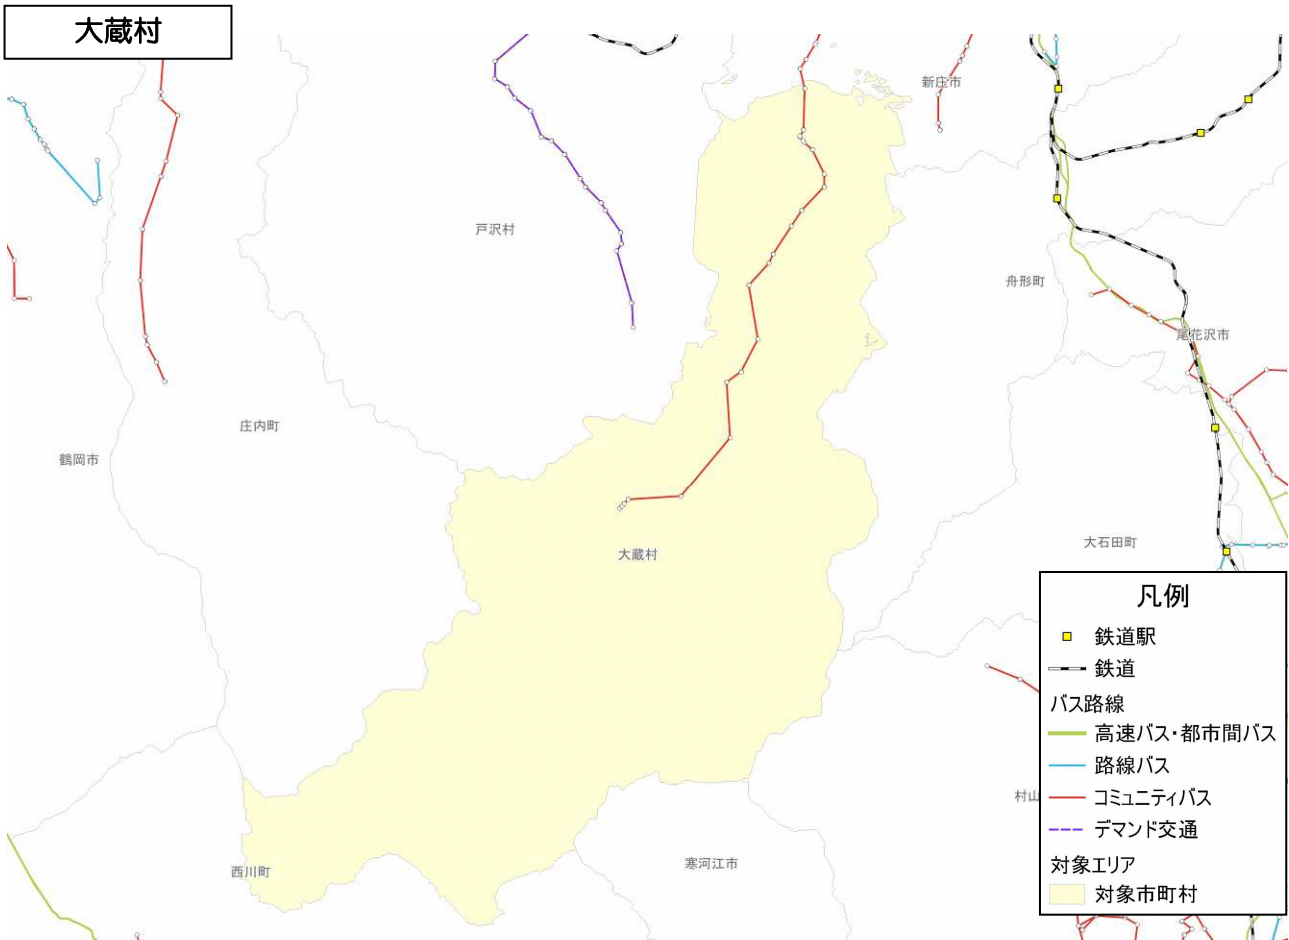 大蔵村
新庄市
戸沢村
舟形町
尾花沢市
庄内町
鶴岡市
大蔵村
大石田町
村山
西川町
寒河江市
凡例
鉄道駅
鉄道
バス路線
高速バス・都市間バス
路線バス
コミュニティバス
デマンド交通
対象エリア
対象市町村